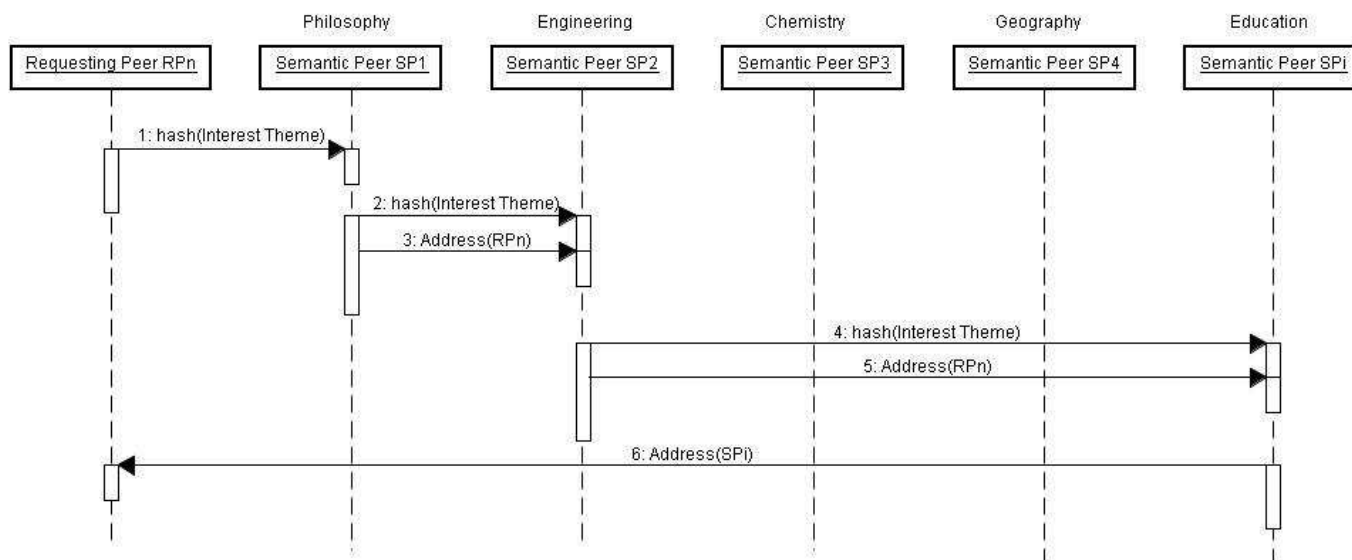 Philosophy Engineering Chemistry Geography Education
Requesting Peer RPn Semantic Peer SP1 Semantic Peer SP2 Semantic Peer SP3 Semantic Peer SP4 Semantic Peer SPi
1: hash(Interest Theme)
2: hash(Interest Theme)
3: Address(RPn)
4: hash(Interest Theme)
5: Address(RPn)
6: Address(SPi)